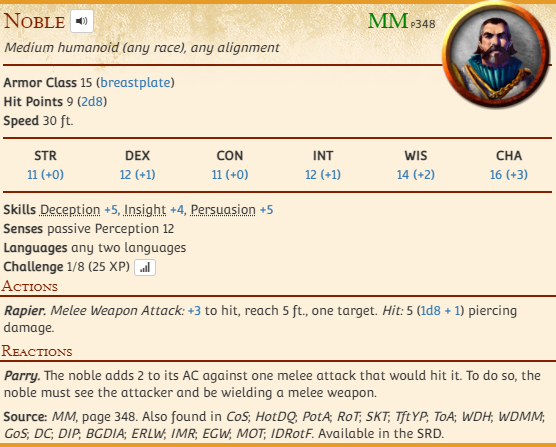 Noble MM p348
Medium humanoid (any race), any alignment
Armor Class 15 (breastplate)
Hit Points 9 (2d8)
Speed 30 ft.
STR DEX CON INT WIS CHA
11 (+0) 12 (+1) 11 (+0) 12 (+1) 14 (+2) 16 (+3)
Skills Deception +5, Insight +4, Persuasion +5
Senses passive Perception 12
Languages any two languages
Challenge 1/8 (25 XP)
Actions
Rapier. Melee Weapon Attack: +3 to hit, reach 5 ft., one target. Hit: 5 (1d8 + 1) piercing
damage.
Reactions
Parry. The noble adds 2 to its AC against one melee attack that would hit it. To do so, the
noble must see the attacker and be wielding a melee weapon.
Source: MM, page 348. Also found in CoS; HotDQ; PotA; RoT; SKT; TftYP; ToA; WDH; WDMM;
GoS; DC; DIP; BGDIA; ERLW; IMR; EGW; MOT; IDRotF. Available in the SRD.